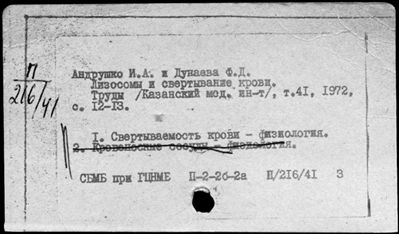 П
216/41
Андрушко И.А. и Дунаева Ф.Д.
Лизосомы и свертывание крови.
Труды /Казанский мед. ин-т/, т.41, 1972,
с. 12-13.
1. Свертываемость крови - физиология.
2. Кровеносные сосуды - физиология.
СБМБ при ГЦНМБ П-2-2б-2а П/216/41 3